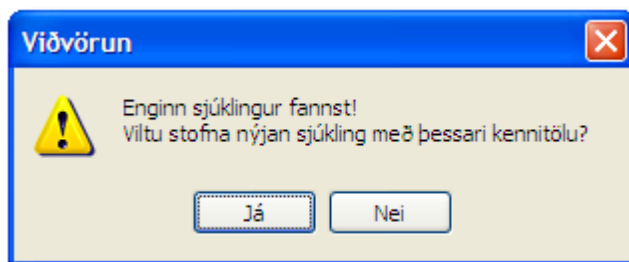 Viðvörun
Enginn sjúklingur fannst!
Viltu stofna nýjan sjúkling með þessari kennitölu?
Já
Nei